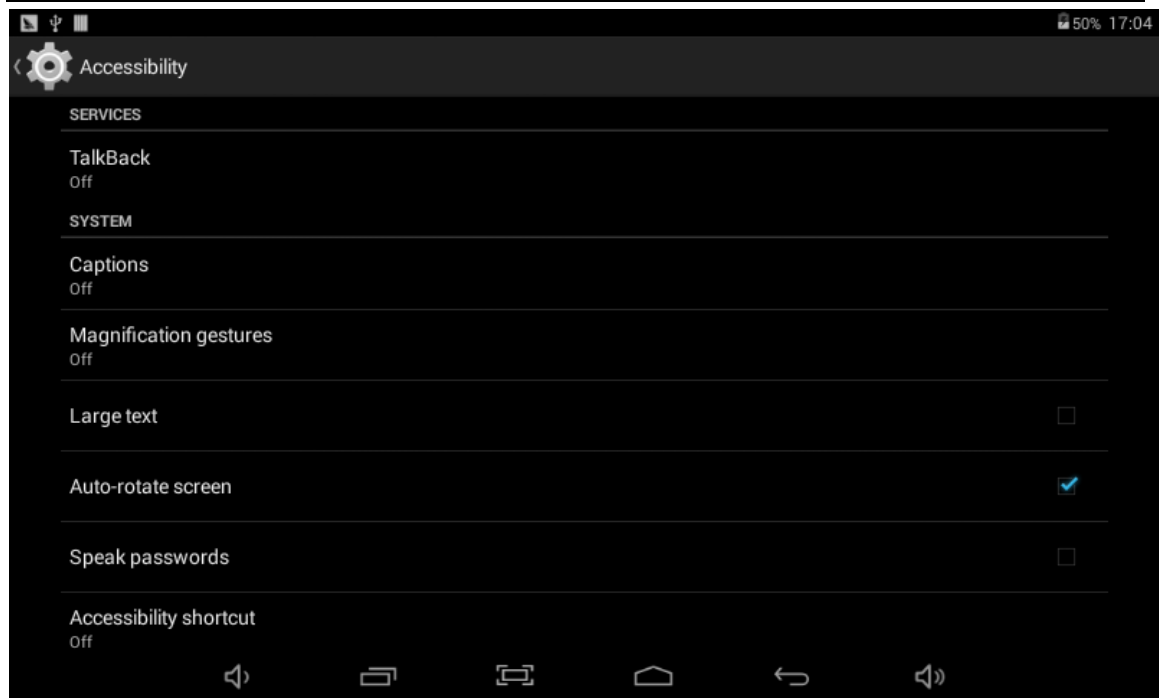 50% 17:04
Accessibility
SERVICES
TalkBack
Off
SYSTEM
Captions
Off
Magnification gestures
Off
Large text
Auto-rotate screen
Speak passwords
Accessibility shortcut
Off